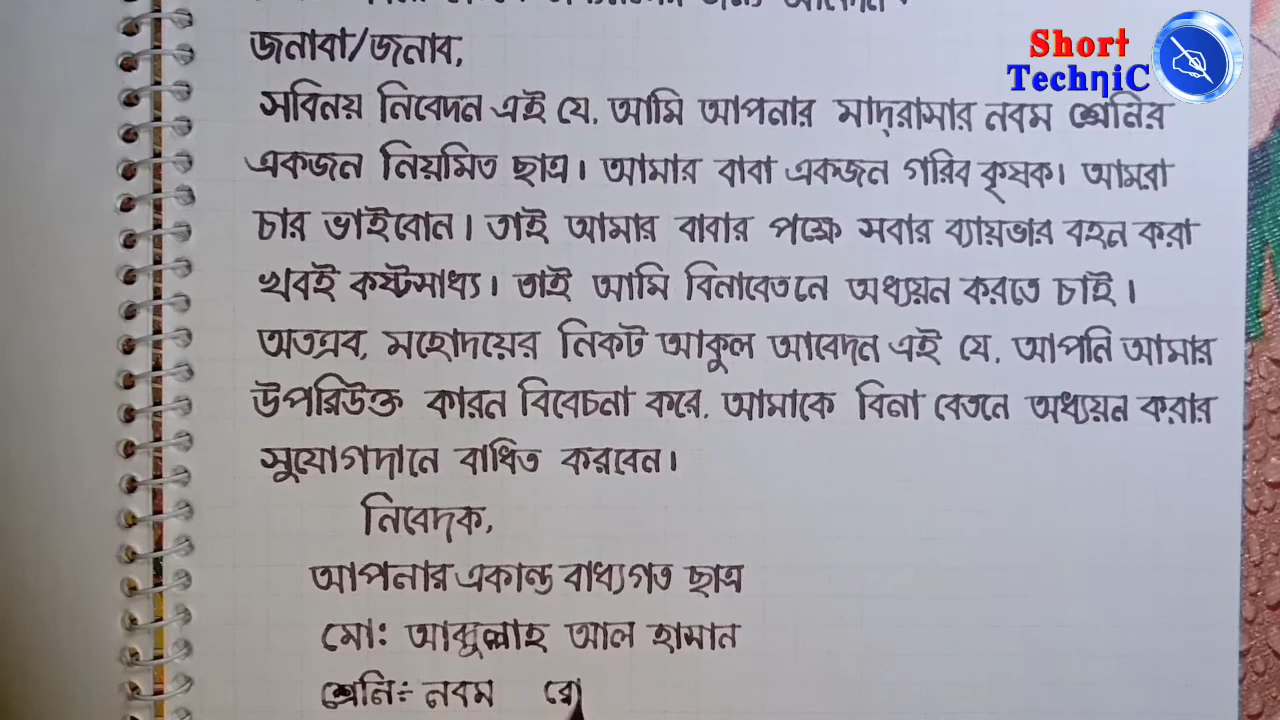 জনাবা/জনাব,
সবিনয় নিবেদন এই যে, আমি আপনার মাদ্‌রাসার নবম শ্রেনির
একজন নিয়মিত ছাত্র। আমার বাবা একজন গরিব কৃষক। আমরা
চার ভাইবোন। তাই আমার বাবার পক্ষে সবার ব্যায়ভার বহন করা
খবই কষ্টসাধ্য। তাই আমি বিনাবেতনে অধ্যয়ন করতে চাই।
অতএব, মহোদয়ের নিকট আকুল আবেদন এই যে, আপনি আমার
উপরিউক্ত কারন বিবেচনা করে, আমাকে বিনা বেতনে অধ্যয়ন করার
সুযোগদানে বাধিত করবেন।
নিবেদক,
আপনার একান্ত বাধ্যগত ছাত্র
মো: আব্দুল্লাহ আল হাসান
শ্রেনি: নবম রো
Short
TechniC